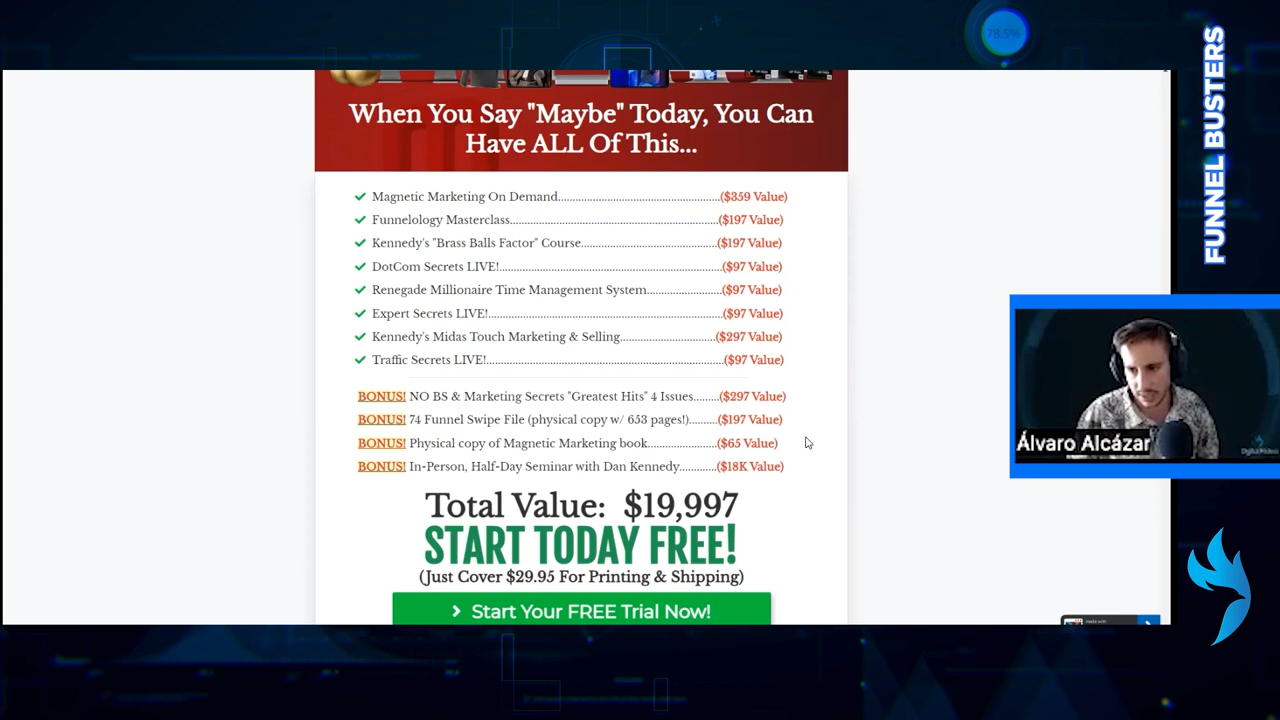 78.5%
FUNNEL BUSTERS
When You Say "Maybe" Today, You Can
Have ALL Of This...
Magnetic Marketing On Demand....................................................($359 Value)
Funnelology Masterclass..................................................................($197 Value)
Kennedy's "Brass Balls Factor" Course...........................................($197 Value)
DotCom Secrets LIVE!.......................................................................($97 Value)
Renegade Millionaire Time Management System........................($97 Value)
Expert Secrets LIVE!..........................................................................($97 Value)
Kennedy's Midas Touch Marketing & Selling..............................($297 Value)
Traffic Secrets LIVE!..........................................................................($97 Value)
BONUS! NO BS & Marketing Secrets "Greatest Hits" 4 Issues........($297 Value)
BONUS! 74 Funnel Swipe File (physical copy w/ 653 pages!).........($197 Value)
BONUS! Physical copy of Magnetic Marketing book......................($65 Value)
BONUS! In-Person, Half-Day Seminar with Dan Kennedy............($18K Value)
Total Value: $19,997
START TODAY FREE!
(Just Cover $29.95 For Printing & Shipping)
Start Your FREE Trial Now!
Álvaro Alcázar
made with